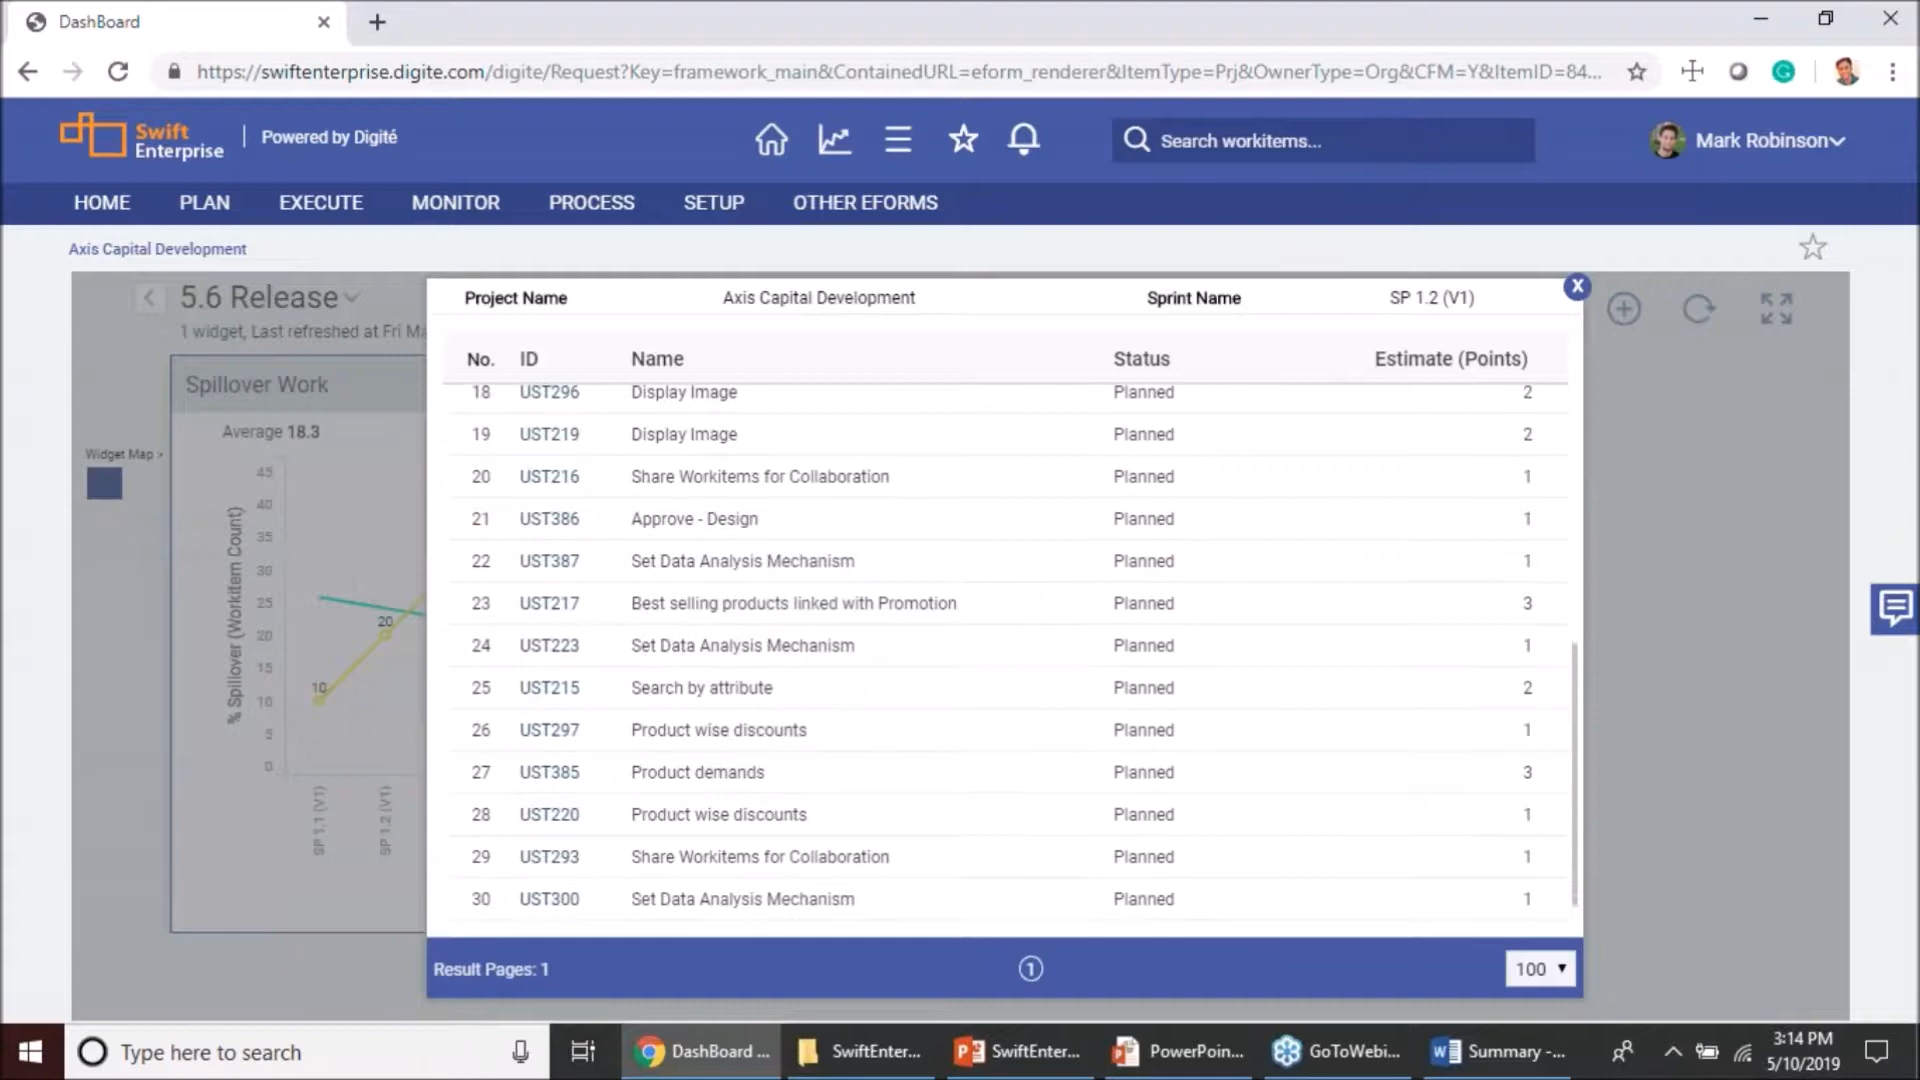 DashBoard
https://swiftenterprise.digite.com/digite/Request?Key=framework_main&ContainedURL=eform_renderer&ItemType=Prj&OwnerType=Org&CFM=Y&ItemID=84...
Swift Enterprise
Powered by Digité
Search workitems...
Mark Robinson
HOME PLAN EXECUTE MONITOR PROCESS SETUP OTHER EFORMS
Axis Capital Development
5.6 Release
1 widget, Last refreshed at Fri
Widget Map >
Spillover Work
Average 18.3
% Spillover (Workitem Count)
45
40
35
30
25
20
15
10
5
0
20
10
SP 1.1 (V1)
SP 1.2 (V1)
Project Name Axis Capital Development Sprint Name SP 1.2 (V1)
X
No. ID Name Status Estimate (Points)
18 UST296 Display Image Planned 2
19 UST219 Display Image Planned 2
20 UST216 Share Workitems for Collaboration Planned 1
21 UST386 Approve - Design Planned 1
22 UST387 Set Data Analysis Mechanism Planned 1
23 UST217 Best selling products linked with Promotion Planned 3
24 UST223 Set Data Analysis Mechanism Planned 1
25 UST215 Search by attribute Planned 2
26 UST297 Product wise discounts Planned 1
27 UST385 Product demands Planned 3
28 UST220 Product wise discounts Planned 1
29 UST293 Share Workitems for Collaboration Planned 1
30 UST300 Set Data Analysis Mechanism Planned 1
Result Pages: 1 1 100
Type here to search
DashBoard ...
SwiftEnter...
SwiftEnter...
PowerPoin...
GoToWebi...
Summary -...
3:14 PM
5/10/2019